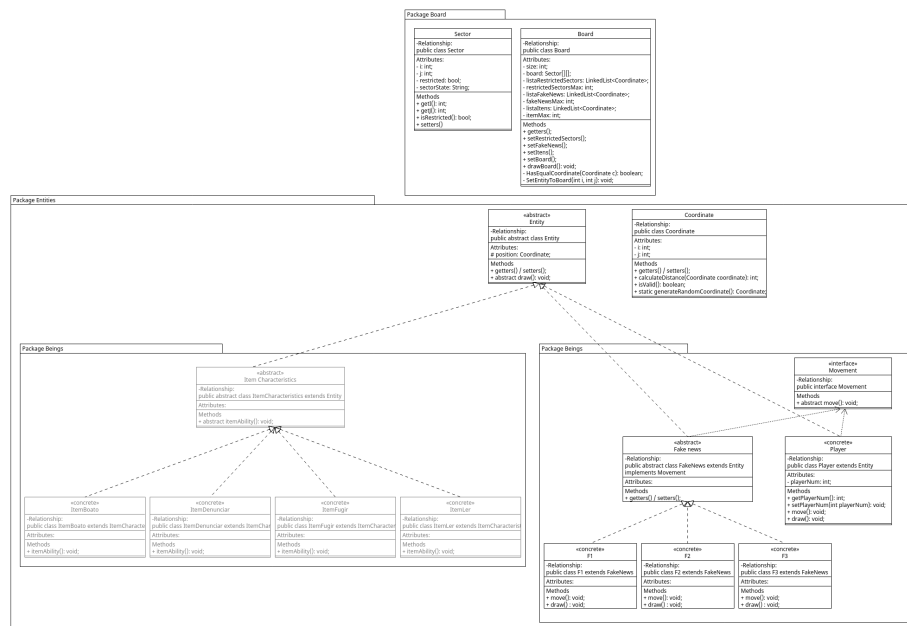 Package Board
Sector
-Relationship:
public class Sector
Attributes:
- i: int;
- j: int;
- restricted: bool;
- sectorState: String;
Methods
+ getI(): int;
+ getJ(): int;
+ isRestricted(): bool;
+ setters()
Board
-Relationship:
public class Board
Attributes:
- size: int;
- board: Sector[][];
- listaRestrictedSectors: LinkedList<Coordinate>;
- restrictedSectorsMax: int;
- listaFakeNews: LinkedList<Coordinate>;
- fakeNewsMax: int;
- listaItens: LinkedList<Coordinate>;
- itemMax: int;
Methods
+ getters();
+ setRestrictedSectors();
+ setFakeNews();
+ setItens();
+ setBoard();
+ drawBoard(): void;
- HasEqualCoordinate(Coordinate c): boolean;
- SetEntityToBoard(int i, int j): void;
Package Entities
«abstract»
Entity
-Relationship:
public abstract class Entity
Attributes:
# position: Coordinate;
Methods
+ getters() / setters();
+ abstract draw(): void;
Coordinate
-Relationship:
public class Coordinate
Attributes:
- i: int;
- j: int;
Methods
+ getters() / setters();
+ calculateDistance(Coordinate coordinate): int;
+ isValid(): boolean;
+ static generateRandomCoordinate(): Coordinate;
Package Beings
«abstract»
Item Characteristics
-Relationship:
public abstract class ItemCharacteristics extends Entity
Attributes:
Methods
+ abstract itemAbility(): void;
«concrete»
ItemBoato
-Relationship:
public class ItemBoato extends ItemCharacte
Attributes:
Methods
+ itemAbility(): void;
«concrete»
ItemDenunciar
-Relationship:
public class ItemDenunciar extends ItemChar
Attributes:
Methods
+ itemAbility(): void;
«concrete»
ItemFugir
-Relationship:
public class ItemFugir extends ItemCharacter
Attributes:
Methods
+ itemAbility(): void;
«concrete»
ItemLer
-Relationship:
public class ItemLer extends ItemCharacterist
Attributes:
Methods
+ itemAbility(): void;
Package Beings
«interface»
Movement
-Relationship:
public interface Movement
Methods
+ abstract move(): void;
«abstract»
Fake news
-Relationship:
public abstract class FakeNews extends Entity
implements Movement
Attributes:
Methods
+ getters() / setters();
«concrete»
Player
-Relationship:
public class Player extends Entity
Attributes:
- playerNum: int;
Methods
+ getPlayerNum(): int;
+ setPlayerNum(int playerNum): void;
+ move(): void;
+ draw(): void;
«concrete»
F1
-Relationship:
public class F1 extends FakeNews
Attributes:
Methods
+ move(): void;
+ draw() : void;
«concrete»
F2
-Relationship:
public class F2 extends FakeNews
Attributes:
Methods
+ move(): void;
+ draw() : void;
«concrete»
F3
-Relationship:
public class F3 extends FakeNews
Attributes:
Methods
+ move(): void;
+ draw() : void;